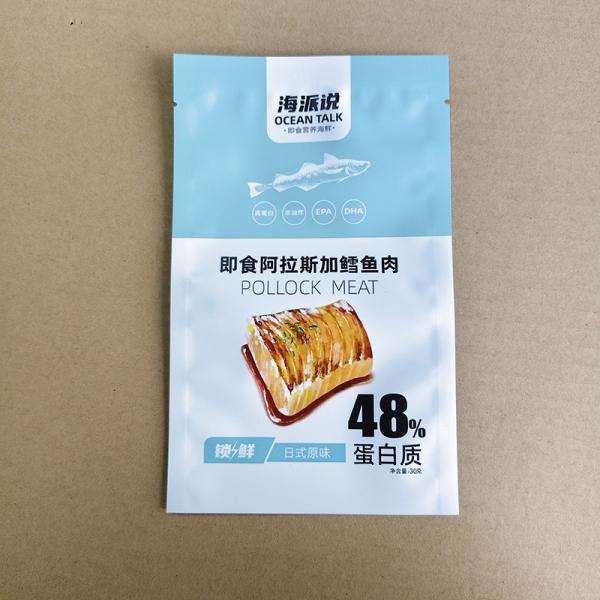 海派说
OCEAN TALK
·即食营养海鲜·
高蛋白 非油炸 EPA DHA
即食阿拉斯加鳕鱼肉
POLLOCK MEAT
48%
蛋白质
锁鲜 日式原味
净含量:30克